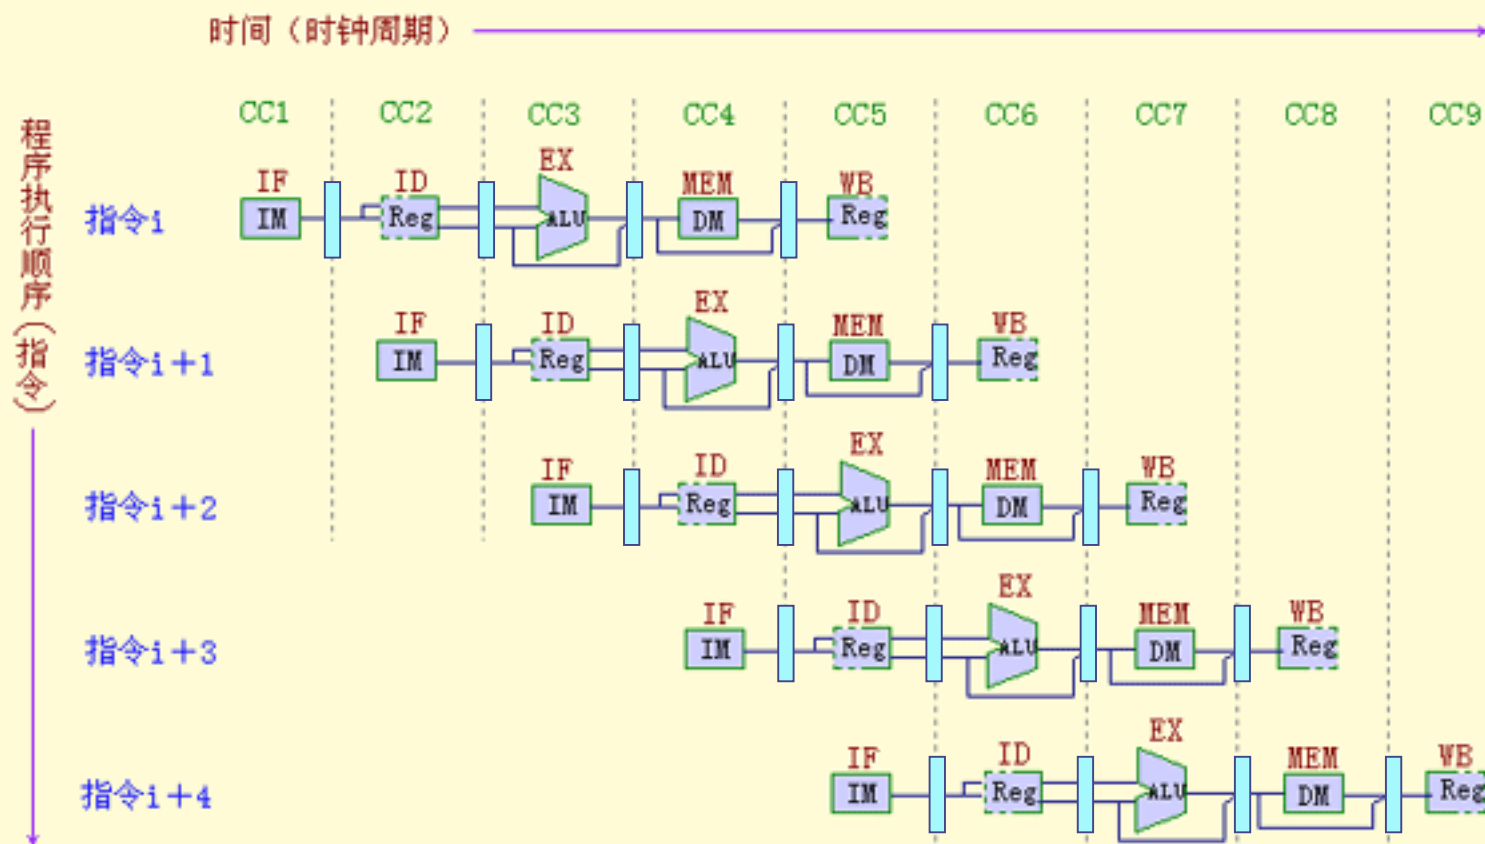 时间（时钟周期）
CC1 CC2 CC3 CC4 CC5 CC6 CC7 CC8 CC9
程序执行顺序（指令）
IF ID EX MEM WB
指令i IM Reg ALU DM Reg
IF ID EX MEM WB
指令i+1 IM Reg ALU DM Reg
IF ID EX MEM WB
指令i+2 IM Reg ALU DM Reg
IF ID EX MEM WB
指令i+3 IM Reg ALU DM Reg
IF ID EX MEM WB
指令i+4 IM Reg ALU DM Reg